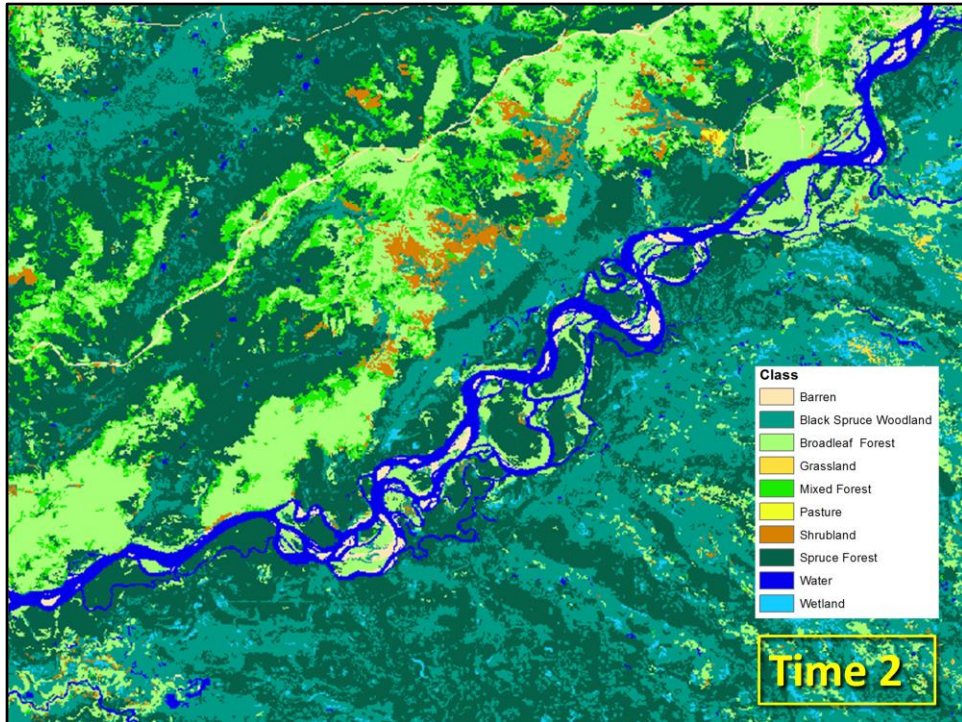 Class
Barren
Black Spruce Woodland
Broadleaf Forest
Grassland
Mixed Forest
Pasture
Shrubland
Spruce Forest
Water
Wetland
Time 2